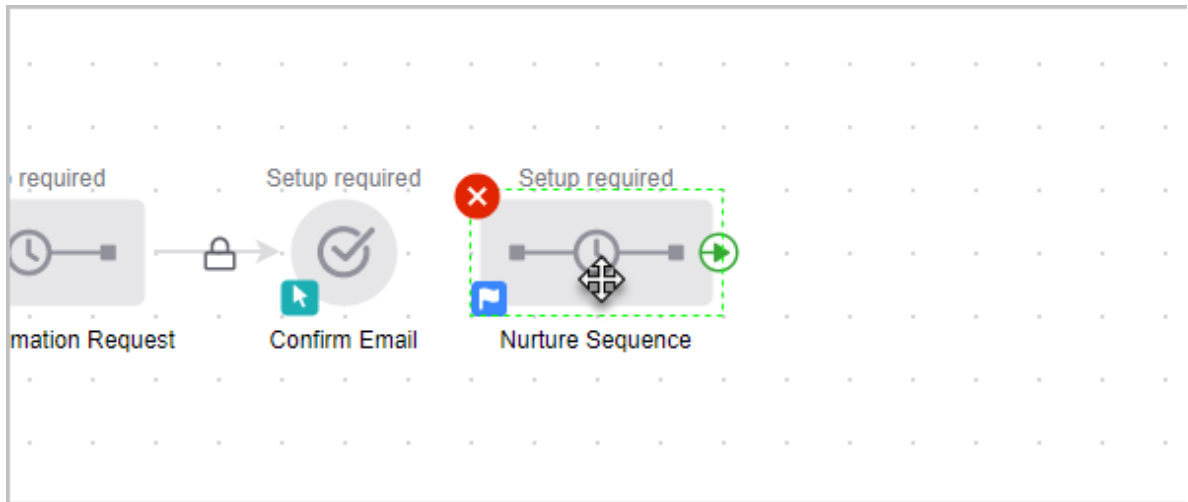 required
Setup required
Setup required
mation Request
Confirm Email
Nurture Sequence